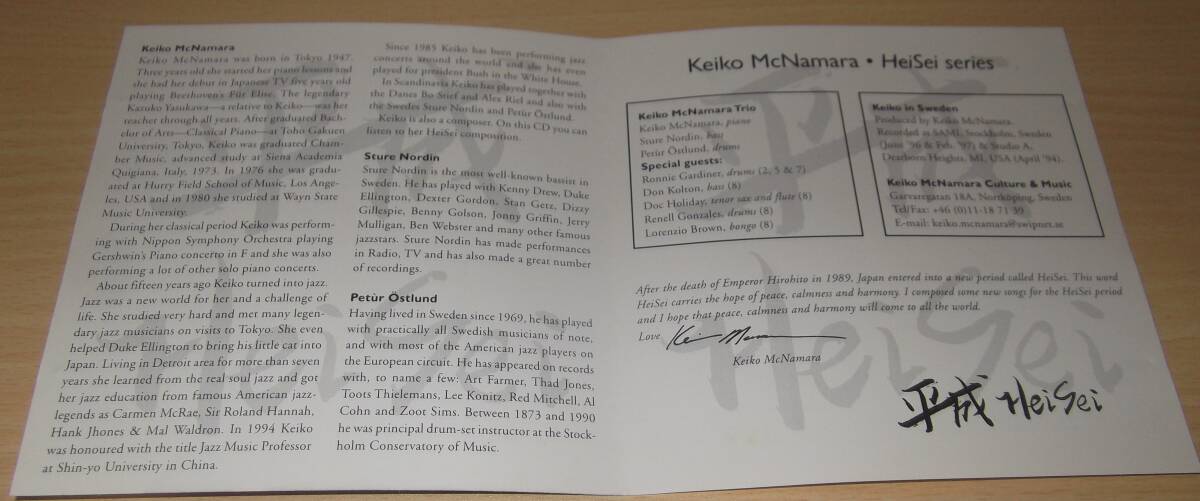 Keiko McNamara
Keiko McNamara was born in Tokyo 1947.
Three years old she started her piano lessons and
she had her debut in Japanese TV five years old
playing Beethoven's Für Elise. The legendary
Kazuko Yasukawa—a relative to Keiko—was her
teacher through all years. After graduated Bach-
elor of Arts—Classical Piano—at Toho Gakuen
University, Tokyo, Keiko was graduated Cham-
ber Music, advanced study at Siena Academia
Quigiana, Italy, 1973. In 1976 she was gradu-
ated at Hurry Field School of Music, Los Ange-
les, USA and in 1980 she studied at Wayn State
Music University.
During her classical period Keiko was perform-
ing with Nippon Symphony Orchestra playing
Gershwin's Piano concerto in F and she was also
performing a lot of other solo piano concerts.
About fifteen years ago Keiko turned into jazz.
Jazz was a new world for her and a challenge of
life. She studied very hard and mer many legen-
dary jazz musicians on visits to Tokyo. She even
helped Duke Ellington to bring his little cat into
Japan. Living in Detroit area for more than seven
years she learned from the real soul jazz and got
her jazz education from famous American jazz-
legends as Carmen McRae, Sir Roland Hannah,
Hank Jhones & Mal Waldron. In 1994 Keiko
was honoured with the title Jazz Music Professor
at Shin-yo University in China.
Since 1985 Keiko has been performing jazz
concerts around the world and she has even
played for president Bush in the White House.
In Scandinavia Keiko has played together with
the Danes Bo Stief and Alex Riel and also with
the Swedes Sture Nordin and Petur Östlund.
Keiko is also a composer. On this CD you can
listen to her HeiSei composition.
Sture Nordin
Sture Nordin is the most well-known bassist in
Sweden. He has played with Kenny Drew, Duke
Ellington, Dexter Gordon, Stan Getz, Dizzy
Gillespie, Benny Golson, Jonny Griffin, Jerry
Mulligan, Ben Webster and many other famous
jazzstars. Sture Nordin has made performances
in Radio, TV and has also made a great number
of recordings.
Petùr Östlund
Having lived in Sweden since 1969, he has played
with practically all Swedish musicians of note,
and with most of the American jazz players on
the European circuit. He has appeared on records
with, to name a few: Art Farmer, Thad Jones,
Toots Thielemans, Lee Konitz, Red Mitchell, Al
Cohn and Zoot Sims. Between 1873 and 1990
he was principal drum-set instructor at the Stock-
holm Conservatory of Music.
Keiko McNamara • HeiSei series
Keiko McNamara Trio
Keiko McNamara, piano
Sture Nordin, bass
Petùr Östlund, drums
Special guests:
Ronnie Gardiner, drums (2, 5 & 7)
Don Kolton, bass (8)
Doc Holiday, tenor sax and flute (8)
Renell Gonzales, drums (8)
Lorenzio Brown, bongo (8)
Keiko in Sweden
Produced by Keiko McNamara.
Recorded at SAMI, Stockholm, Sweden
(June '96 & Feb. '97) & Studio A,
Dearborn Heights, MI, USA (April '94).
Keiko McNamara Culture & Music
Garvaregatan 18A, Norrköping, Sweden
Tel/Fax: +46 (0)11-18 71 39
E-mail: keiko.mcnamara@swipnet.se
After the death of Emperor Hirohito in 1989, Japan entered into a new period called HeiSei. This word
HeiSei carries the hope of peace, calmness and harmony. I composed some new songs for the HeiSei period
and I hope that peace, calmness and harmony will come to all the world.
Love
Keiko McNamara
平成 HeiSei
平成
HeiSei